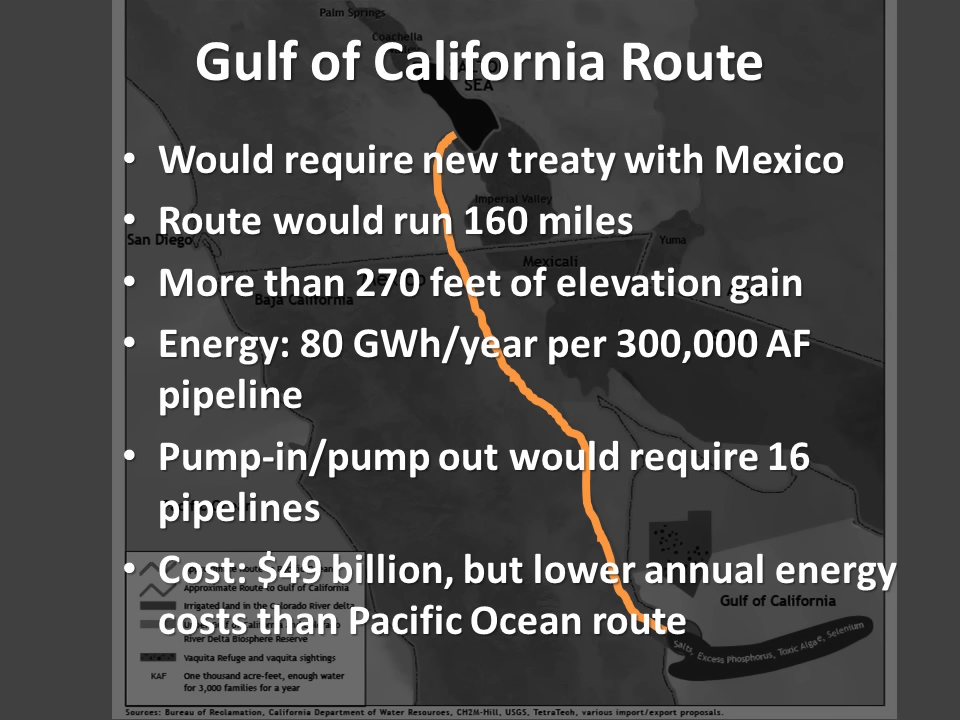 Palm Springs
Coachella
Gulf of California Route
SEA
• Would require new treaty with Mexico
Imperial Valley
• Route would run 160 miles
San Diego
Yuma
Mexicali
• More than 270 feet of elevation gain
Baja California
• Energy: 80 GWh/year per 300,000 AF
pipeline
• Pump-in/pump out would require 16
pipelines
• Cost: $49 billion, but lower annual energy
costs than Pacific Ocean route
Approximate Route to Gulf of California
Irrigated land in the Colorado River delta
River Delta Biosphere Reserve
Vaquita Refuge and vaquita sightings
KAF One thousand acre-feet, enough water
for 3,000 families for a year
Gulf of California
Salts, Excess Phosphorus, Toxic Algae, Selenium
Sources: Bureau of Reclamation, California Department of Water Resources, CH2M-Hill, USGS, TetraTech, various import/export proposals.